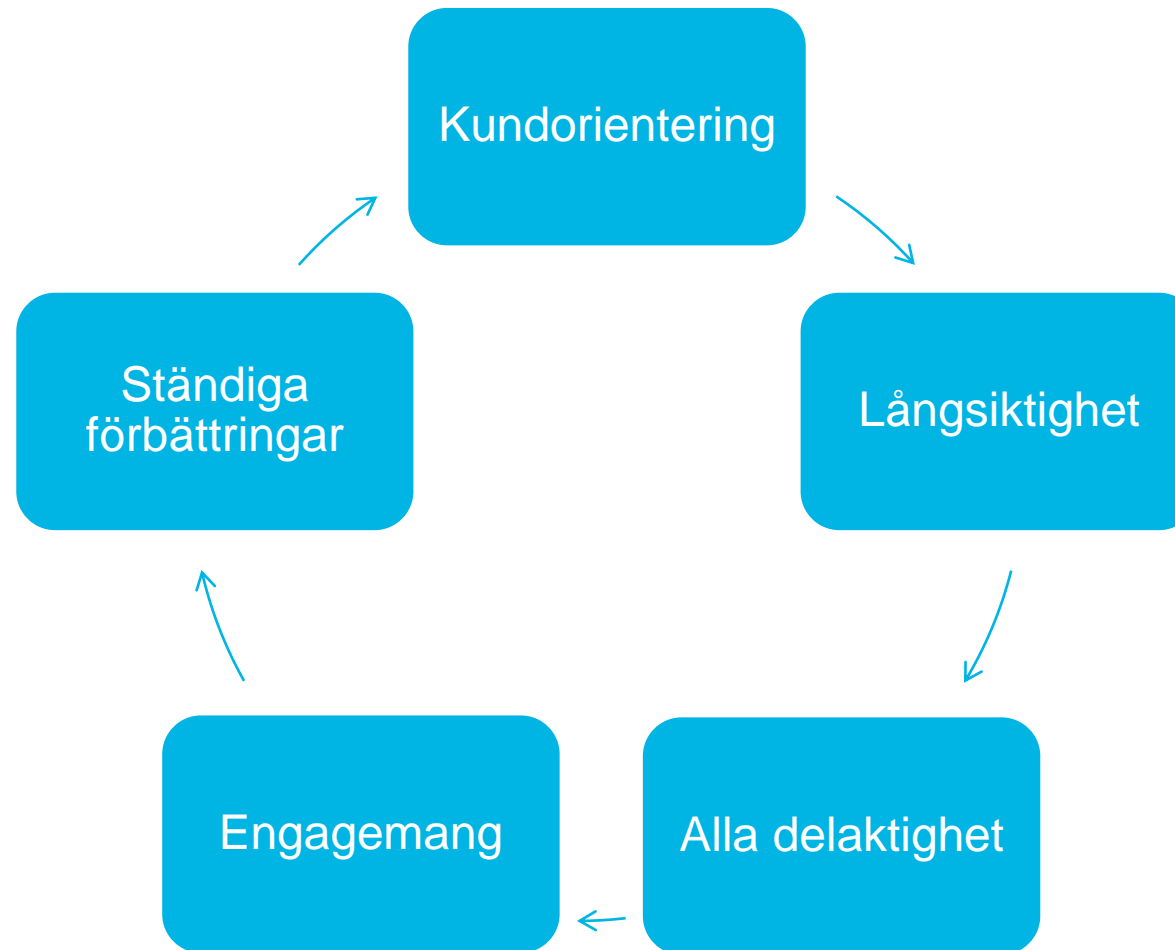 Kundorientering
Långsiktighet
Alla delaktighet
Engagemang
Ständiga
förbättringar